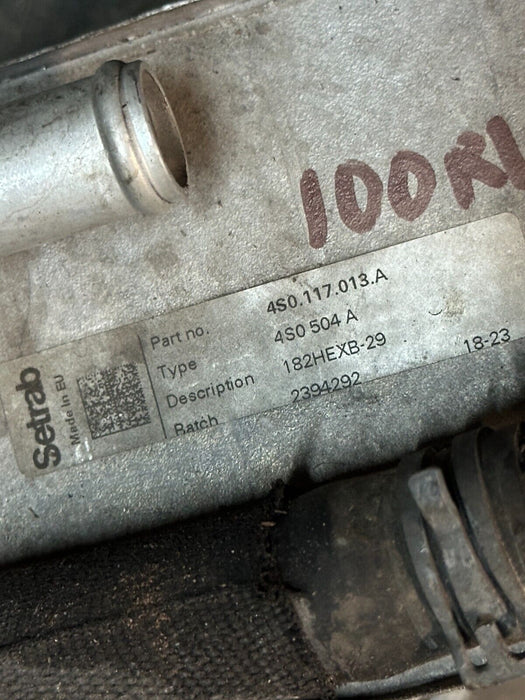 100RI
Setrab
Made in EU
Part no. 4S0.117.013.A
Type 4S0 504 A
Description 182HEXB-29
Batch 2394292 18-23